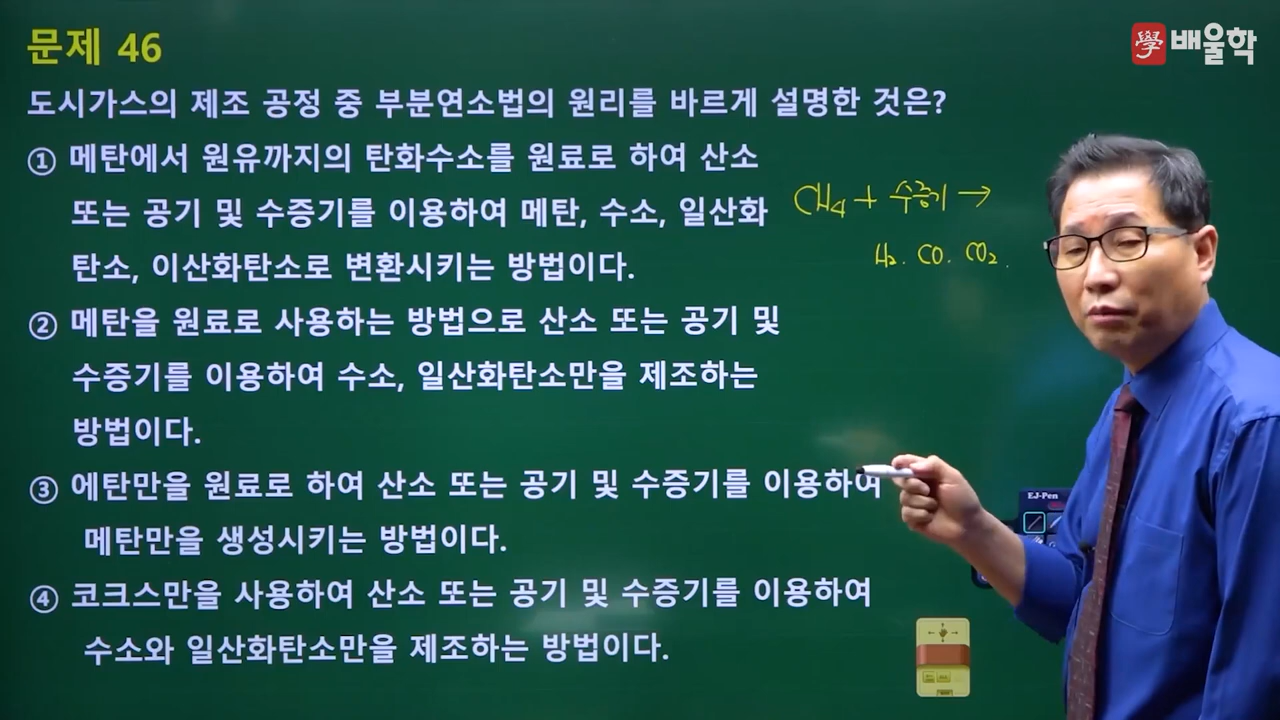 문제 46
學 배울학
도시가스의 제조 공정 중 부분연소법의 원리를 바르게 설명한 것은?
① 메탄에서 원유까지의 탄화수소를 원료로 하여 산소
또는 공기 및 수증기를 이용하여 메탄, 수소, 일산화
탄소, 이산화탄소로 변환시키는 방법이다.
CH4 + 수증기 →
H2. CO. CO2.
② 메탄을 원료로 사용하는 방법으로 산소 또는 공기 및
수증기를 이용하여 수소, 일산화탄소만을 제조하는
방법이다.
③ 에탄만을 원료로 하여 산소 또는 공기 및 수증기를 이용하여
메탄만을 생성시키는 방법이다.
EJ-Pen
④ 코크스만을 사용하여 산소 또는 공기 및 수증기를 이용하여
수소와 일산화탄소만을 제조하는 방법이다.